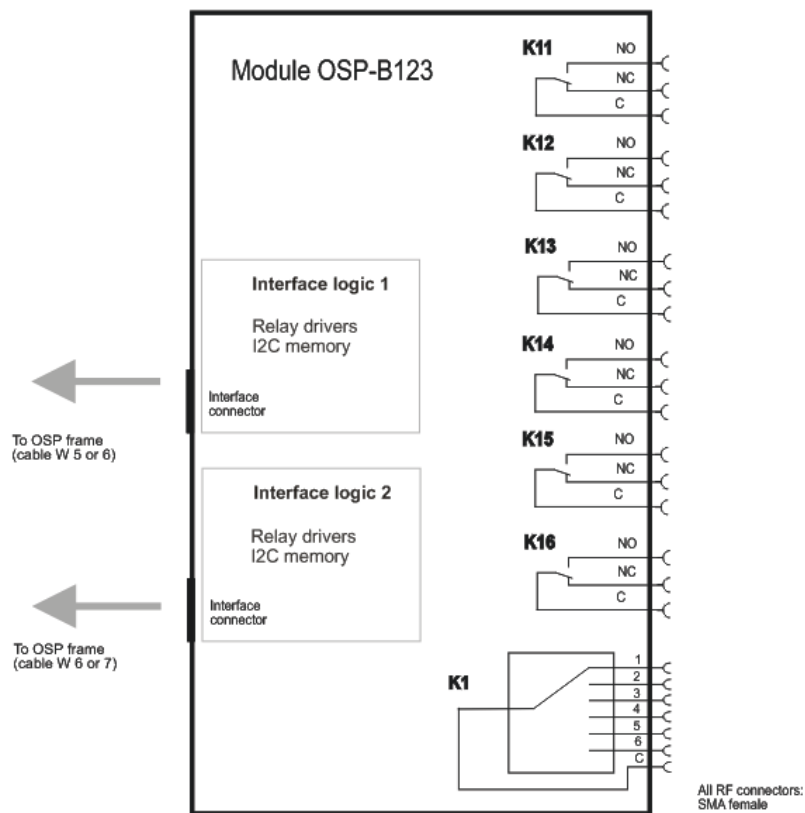 Module OSP-B123
K11
NO
NC
C
K12
NO
NC
C
K13
NO
NC
C
K14
NO
NC
C
K15
NO
NC
C
K16
NO
NC
C
K1
1
2
3
4
5
6
C
Interface logic 1
Relay drivers
I2C memory
Interface
connector
To OSP frame
(cable W 5 or 6)
Interface logic 2
Relay drivers
I2C memory
Interface
connector
To OSP frame
(cable W 6 or 7)
All RF connectors:
SMA female